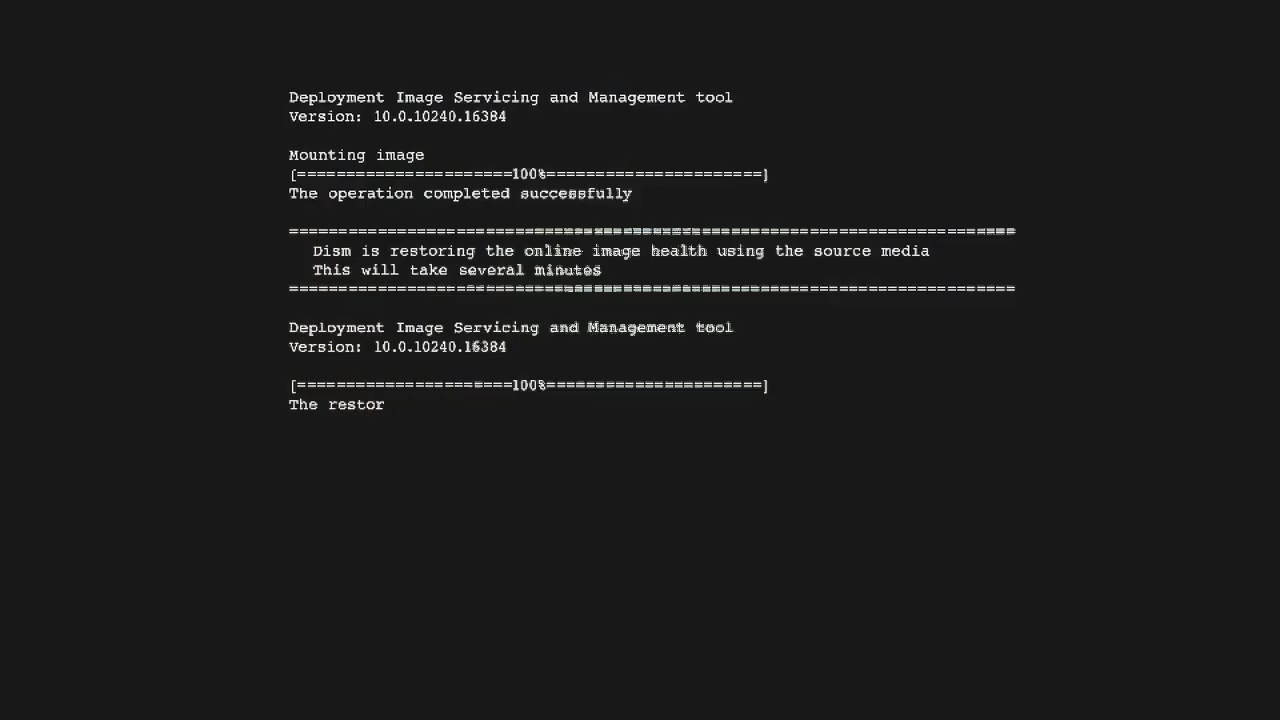 Deployment Image Servicing and Management tool
Version: 10.0.10240.16384
Mounting image
[======================100%======================]
The operation completed successfully
===========================================================================
Dism is restoring the online image health using the source media
This will take several minutes
===========================================================================
Deployment Image Servicing and Management tool
Version: 10.0.10240.16384
[======================100%======================]
The restor